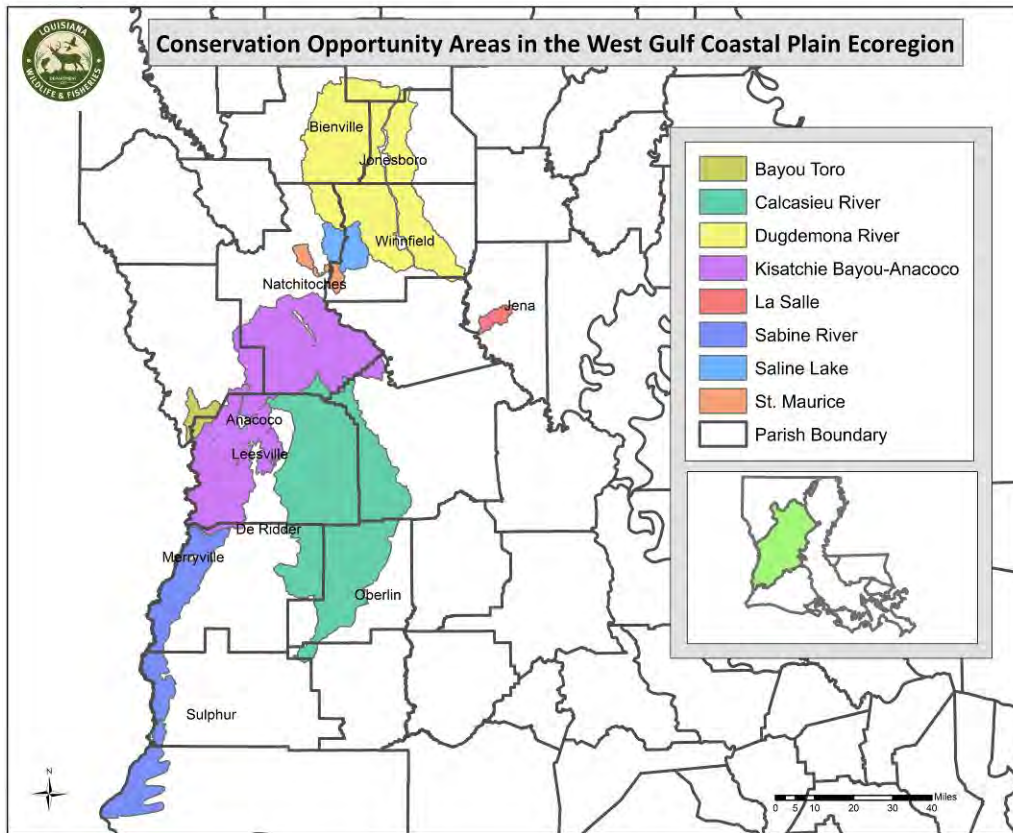 Conservation Opportunity Areas in the West Gulf Coastal Plain Ecoregion
LOUISIANA
DEPARTMENT
WILDLIFE & FISHERIES
Bienville
Jonesboro
Winnfield
Natchitoches
Jena
Anacoco
Leesville
De Ridder
Merryville
Oberlin
Sulphur
Bayou Toro
Calcasieu River
Dugdemona River
Kisatchie Bayou-Anacoco
La Salle
Sabine River
Saline Lake
St. Maurice
Parish Boundary
N
Miles
0 5 10 20 30 40